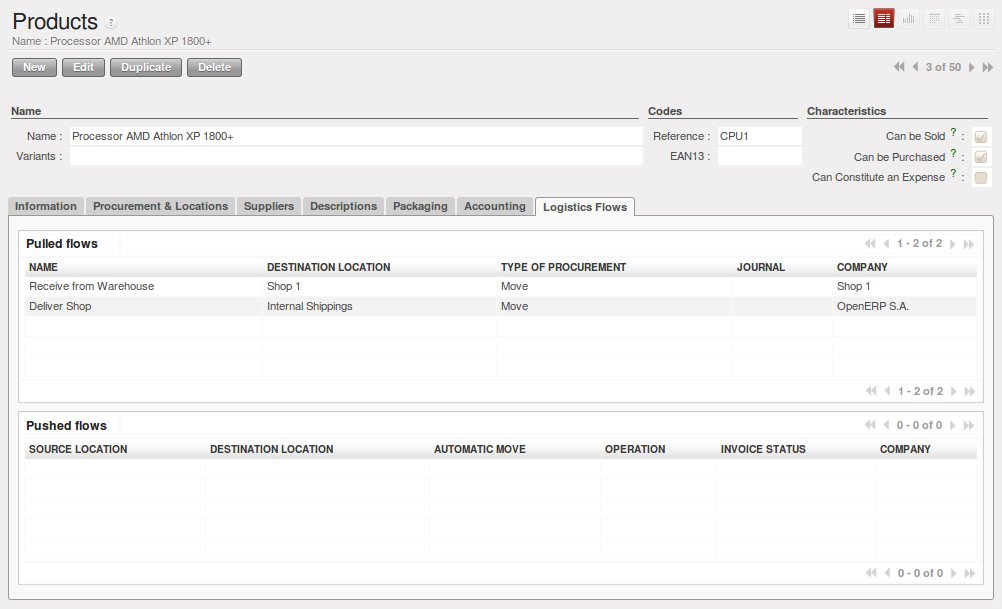 Products ?
Name : Processor AMD Athlon XP 1800+
New Edit Duplicate Delete 3 of 50
Name Codes Characteristics
Name : Processor AMD Athlon XP 1800+ Reference : CPU1 Can be Sold ? :
Variants : EAN13 : Can be Purchased ? :
Can Constitute an Expense ? :
Information Procurement & Locations Suppliers Descriptions Packaging Accounting Logistics Flows
Pulled flows 1 - 2 of 2
NAME DESTINATION LOCATION TYPE OF PROCUREMENT JOURNAL COMPANY
Receive from Warehouse Shop 1 Move Shop 1
Deliver Shop Internal Shippings Move OpenERP S.A.
1 - 2 of 2
Pushed flows 0 - 0 of 0
SOURCE LOCATION DESTINATION LOCATION AUTOMATIC MOVE OPERATION INVOICE STATUS COMPANY
0 - 0 of 0